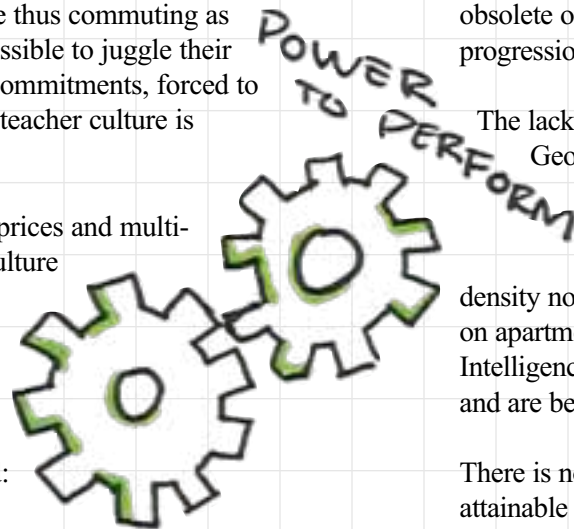 e thus commuting as
ssible to juggle their
ommitments, forced to
teacher culture is
prices and multi-
ulture
:
POWER
TO PERFORM
obsolete o
progressio
The lack
Geo
density no
on apartm
Intelligenc
and are be
There is no
attainable